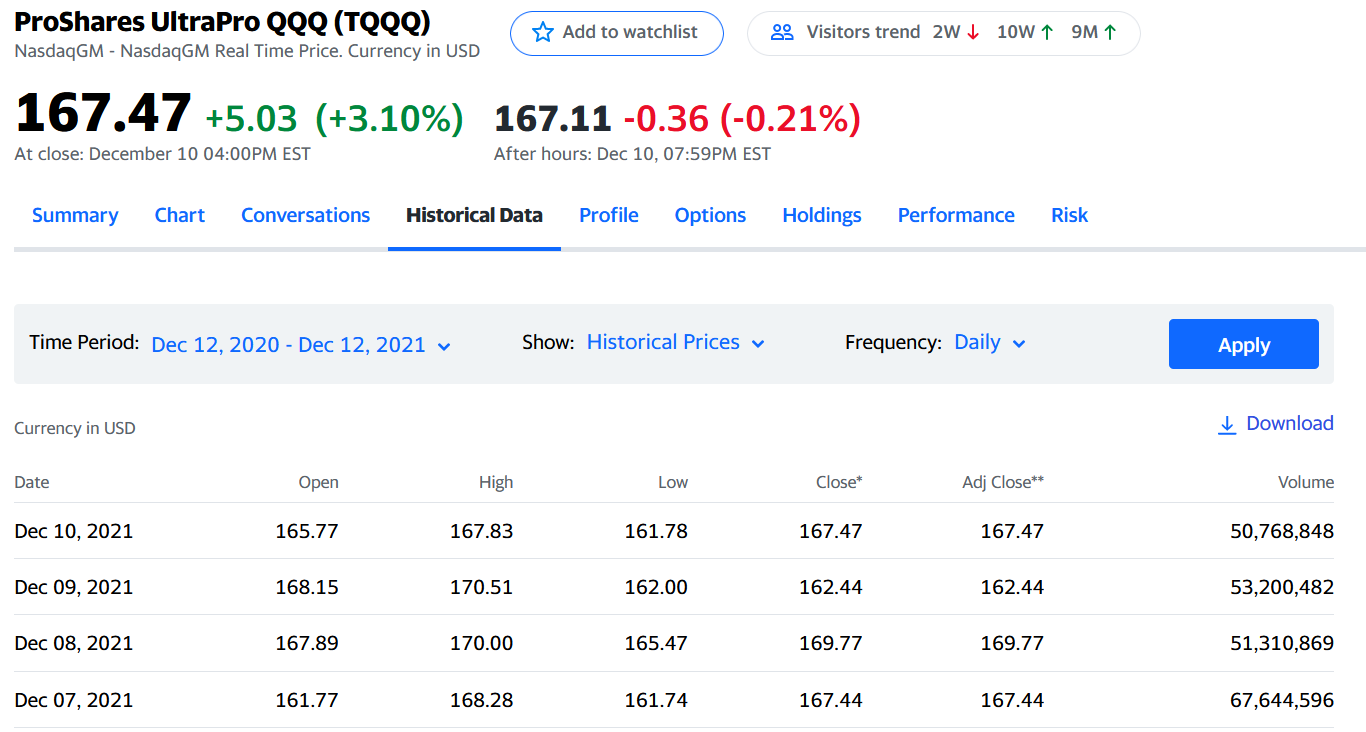 ProShares UltraPro QQQ (TQQQ)
NasdaqGM - NasdaqGM Real Time Price. Currency in USD
Add to watchlist
Visitors trend 2W ↓ 10W ↑ 9M ↑
167.47 +5.03 (+3.10%)
At close: December 10 04:00PM EST
167.11 -0.36 (-0.21%)
After hours: Dec 10, 07:59PM EST
Summary Chart Conversations Historical Data Profile Options Holdings Performance Risk
Time Period: Dec 12, 2020 - Dec 12, 2021 Show: Historical Prices Frequency: Daily Apply
Currency in USD Download
Date Open High Low Close* Adj Close** Volume
Dec 10, 2021 165.77 167.83 161.78 167.47 167.47 50,768,848
Dec 09, 2021 168.15 170.51 162.00 162.44 162.44 53,200,482
Dec 08, 2021 167.89 170.00 165.47 169.77 169.77 51,310,869
Dec 07, 2021 161.77 168.28 161.74 167.44 167.44 67,644,596